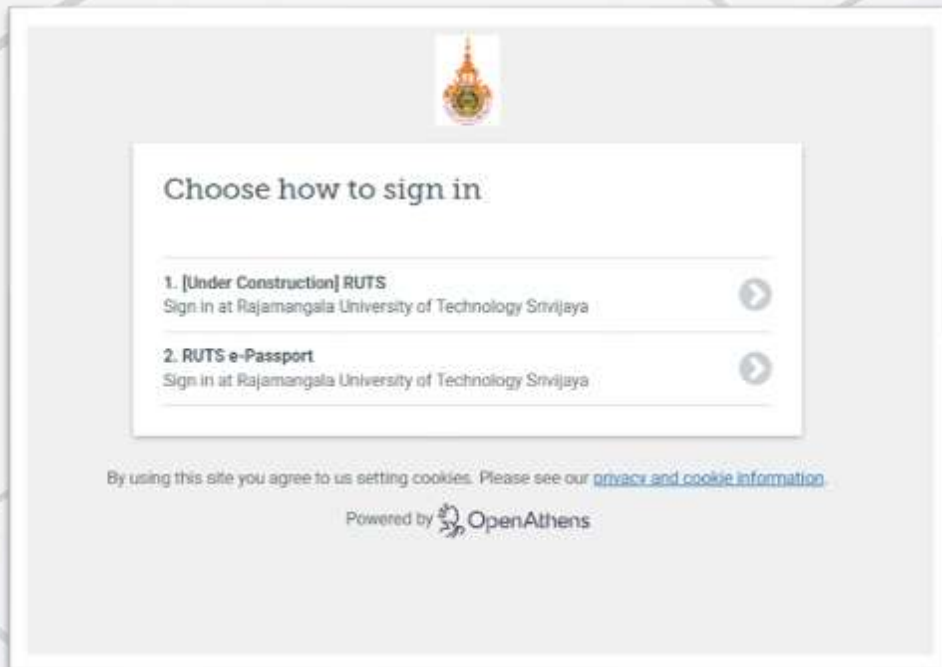 Choose how to sign in
1. [Under Construction] RUTS
Sign in at Rajamangala University of Technology Srivijaya
2. RUTS e-Passport
Sign in at Rajamangala University of Technology Srivijaya
By using this site you agree to us setting cookies. Please see our privacy and cookie information.
Powered by OpenAthens